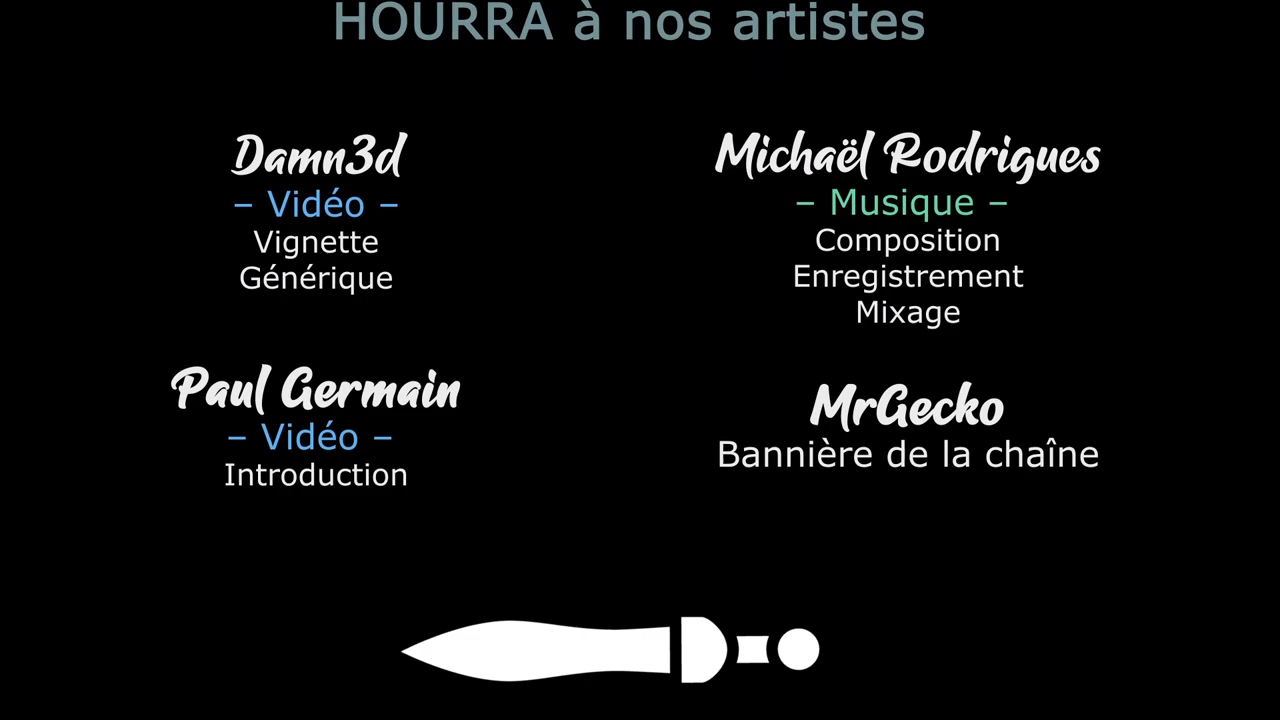 HOURRA à nos artistes
Damn3d
– Vidéo –
Vignette
Générique
Michaël Rodrigues
– Musique –
Composition
Enregistrement
Mixage
Paul Germain
– Vidéo –
Introduction
MrGecko
Bannière de la chaîne